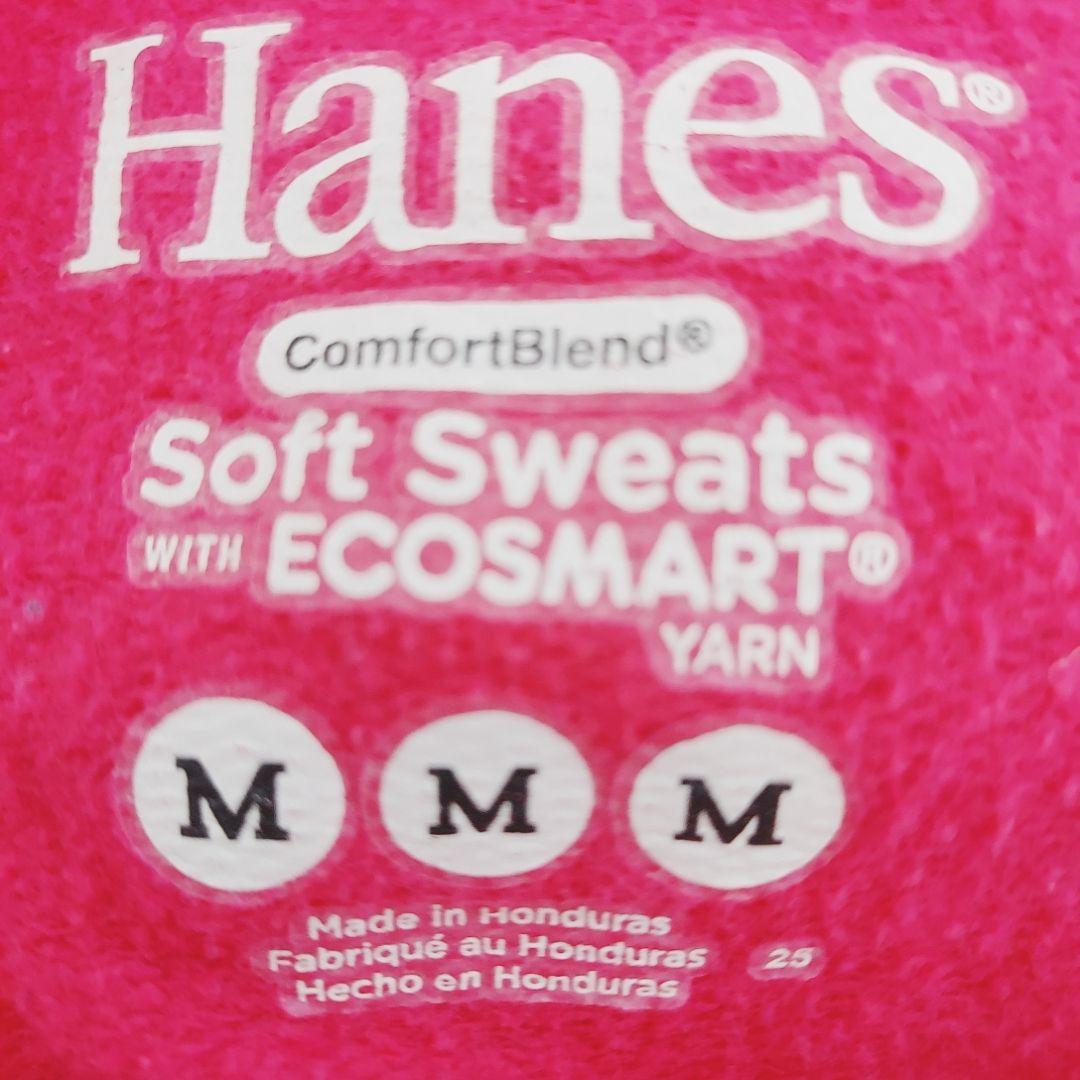 Hanes®
ComfortBlend®
Soft Sweats
WITH ECOSMART®
YARN
M M M
Made in Honduras
Fabriqué au Honduras 25
Hecho en Honduras